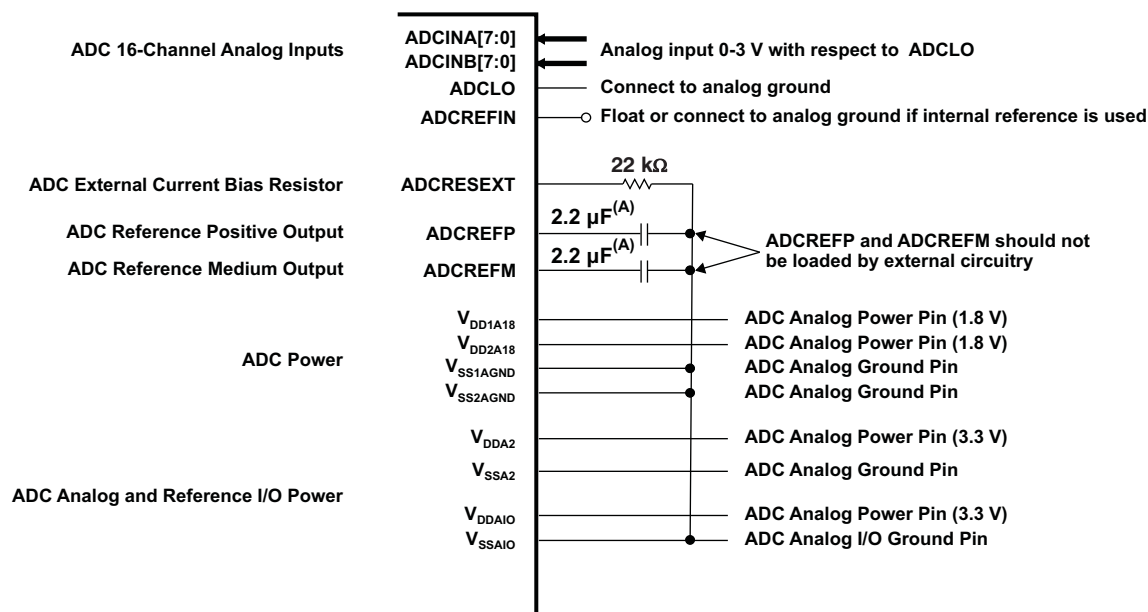 ADC 16-Channel Analog Inputs
ADCINA[7:0]
ADCINB[7:0]
Analog input 0-3 V with respect to ADCLO
ADCLO
Connect to analog ground
ADCREFIN
Float or connect to analog ground if internal reference is used
22 kΩ
ADC External Current Bias Resistor
ADCRESEXT
2.2 µF(A)
ADC Reference Positive Output
ADCREFP
2.2 µF(A)
ADC Reference Medium Output
ADCREFM
ADCREFP and ADCREFM should not
be loaded by external circuitry
VDD1A18
ADC Analog Power Pin (1.8 V)
VDD2A18
ADC Analog Power Pin (1.8 V)
ADC Power
VSS1AGND
ADC Analog Ground Pin
VSS2AGND
ADC Analog Ground Pin
VDDA2
ADC Analog Power Pin (3.3 V)
VSSA2
ADC Analog Ground Pin
ADC Analog and Reference I/O Power
VDDAIO
ADC Analog Power Pin (3.3 V)
VSSAIO
ADC Analog I/O Ground Pin